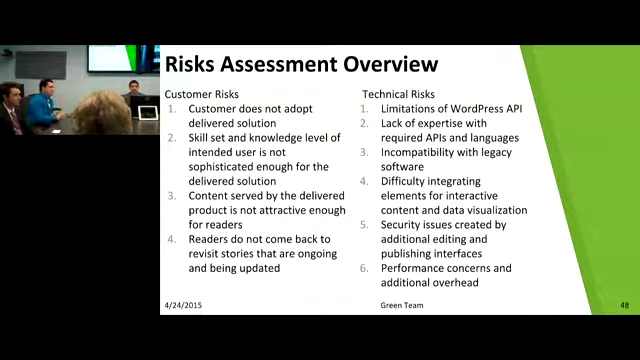 Risks Assessment Overview
Customer Risks
1. Customer does not adopt
delivered solution
2. Skill set and knowledge level of
intended user is not
sophisticated enough for the
delivered solution
3. Content served by the delivered
product is not attractive enough
for readers
4. Readers do not come back to
revisit stories that are ongoing
and being updated
Technical Risks
1. Limitations of WordPress API
2. Lack of expertise with
required APIs and languages
3. Incompatibility with legacy
software
4. Difficulty integrating
elements for interactive
content and data visualization
5. Security issues created by
additional editing and
publishing interfaces
6. Performance concerns and
additional overhead
4/24/2015
Green Team
48